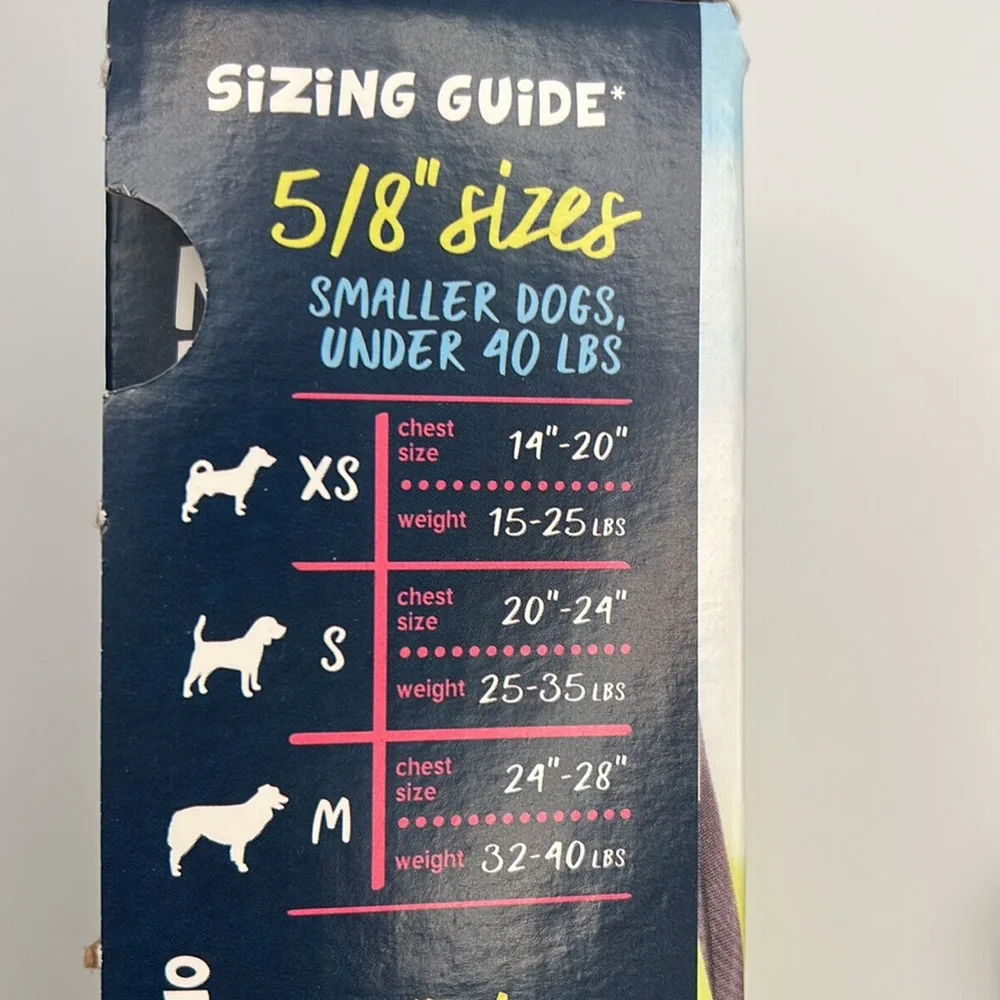 SiZiNG GUiDE*
5/8" sizes
SMALLER DOGS,
UNDER 40 LBS
XS
chest size 14"-20"
weight 15-25 LBS
S
chest size 20"-24"
weight 25-35 LBS
M
chest size 24"-28"
weight 32-40 LBS